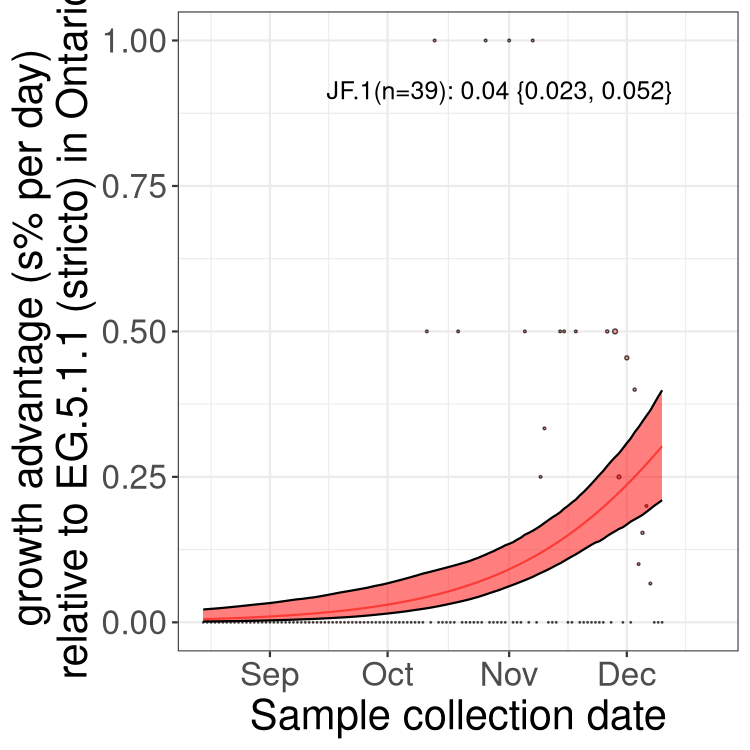 growth advantage (s% per day)
relative to EG.5.1.1 (stricto) in Ontario
1.00
JF.1(n=39): 0.04 {0.023, 0.052}
0.75
0.50
0.25
0.00
Sep Oct Nov Dec
Sample collection date